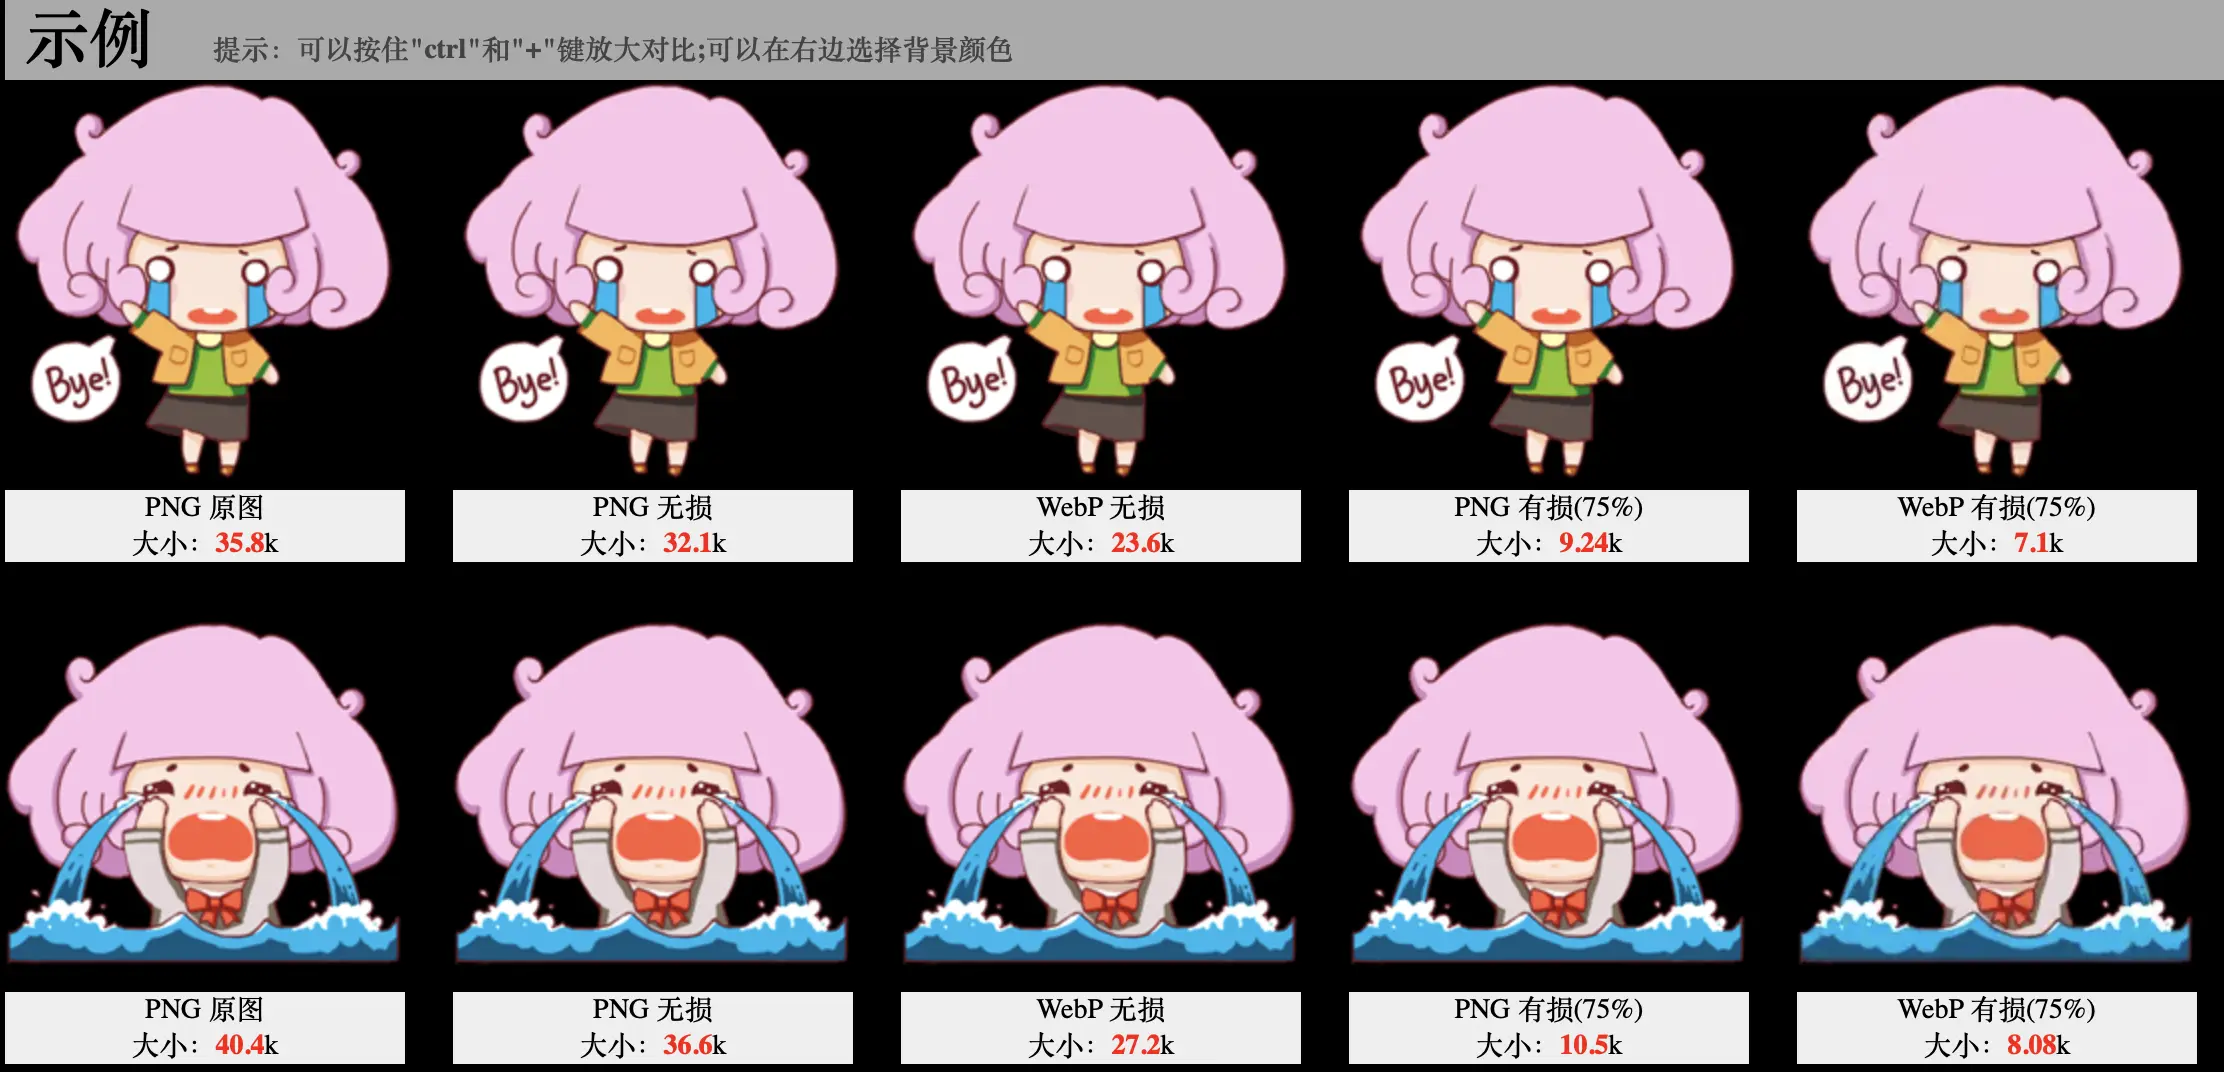 示例
提示：可以按住"ctrl"和"+"键放大对比;可以在右边选择背景颜色
Bye!
Bye!
Bye!
Bye!
Bye!
PNG 原图
大小：35.8k
PNG 无损
大小：32.1k
WebP 无损
大小：23.6k
PNG 有损(75%)
大小：9.24k
WebP 有损(75%)
大小：7.1k
PNG 原图
大小：40.4k
PNG 无损
大小：36.6k
WebP 无损
大小：27.2k
PNG 有损(75%)
大小：10.5k
WebP 有损(75%)
大小：8.08k